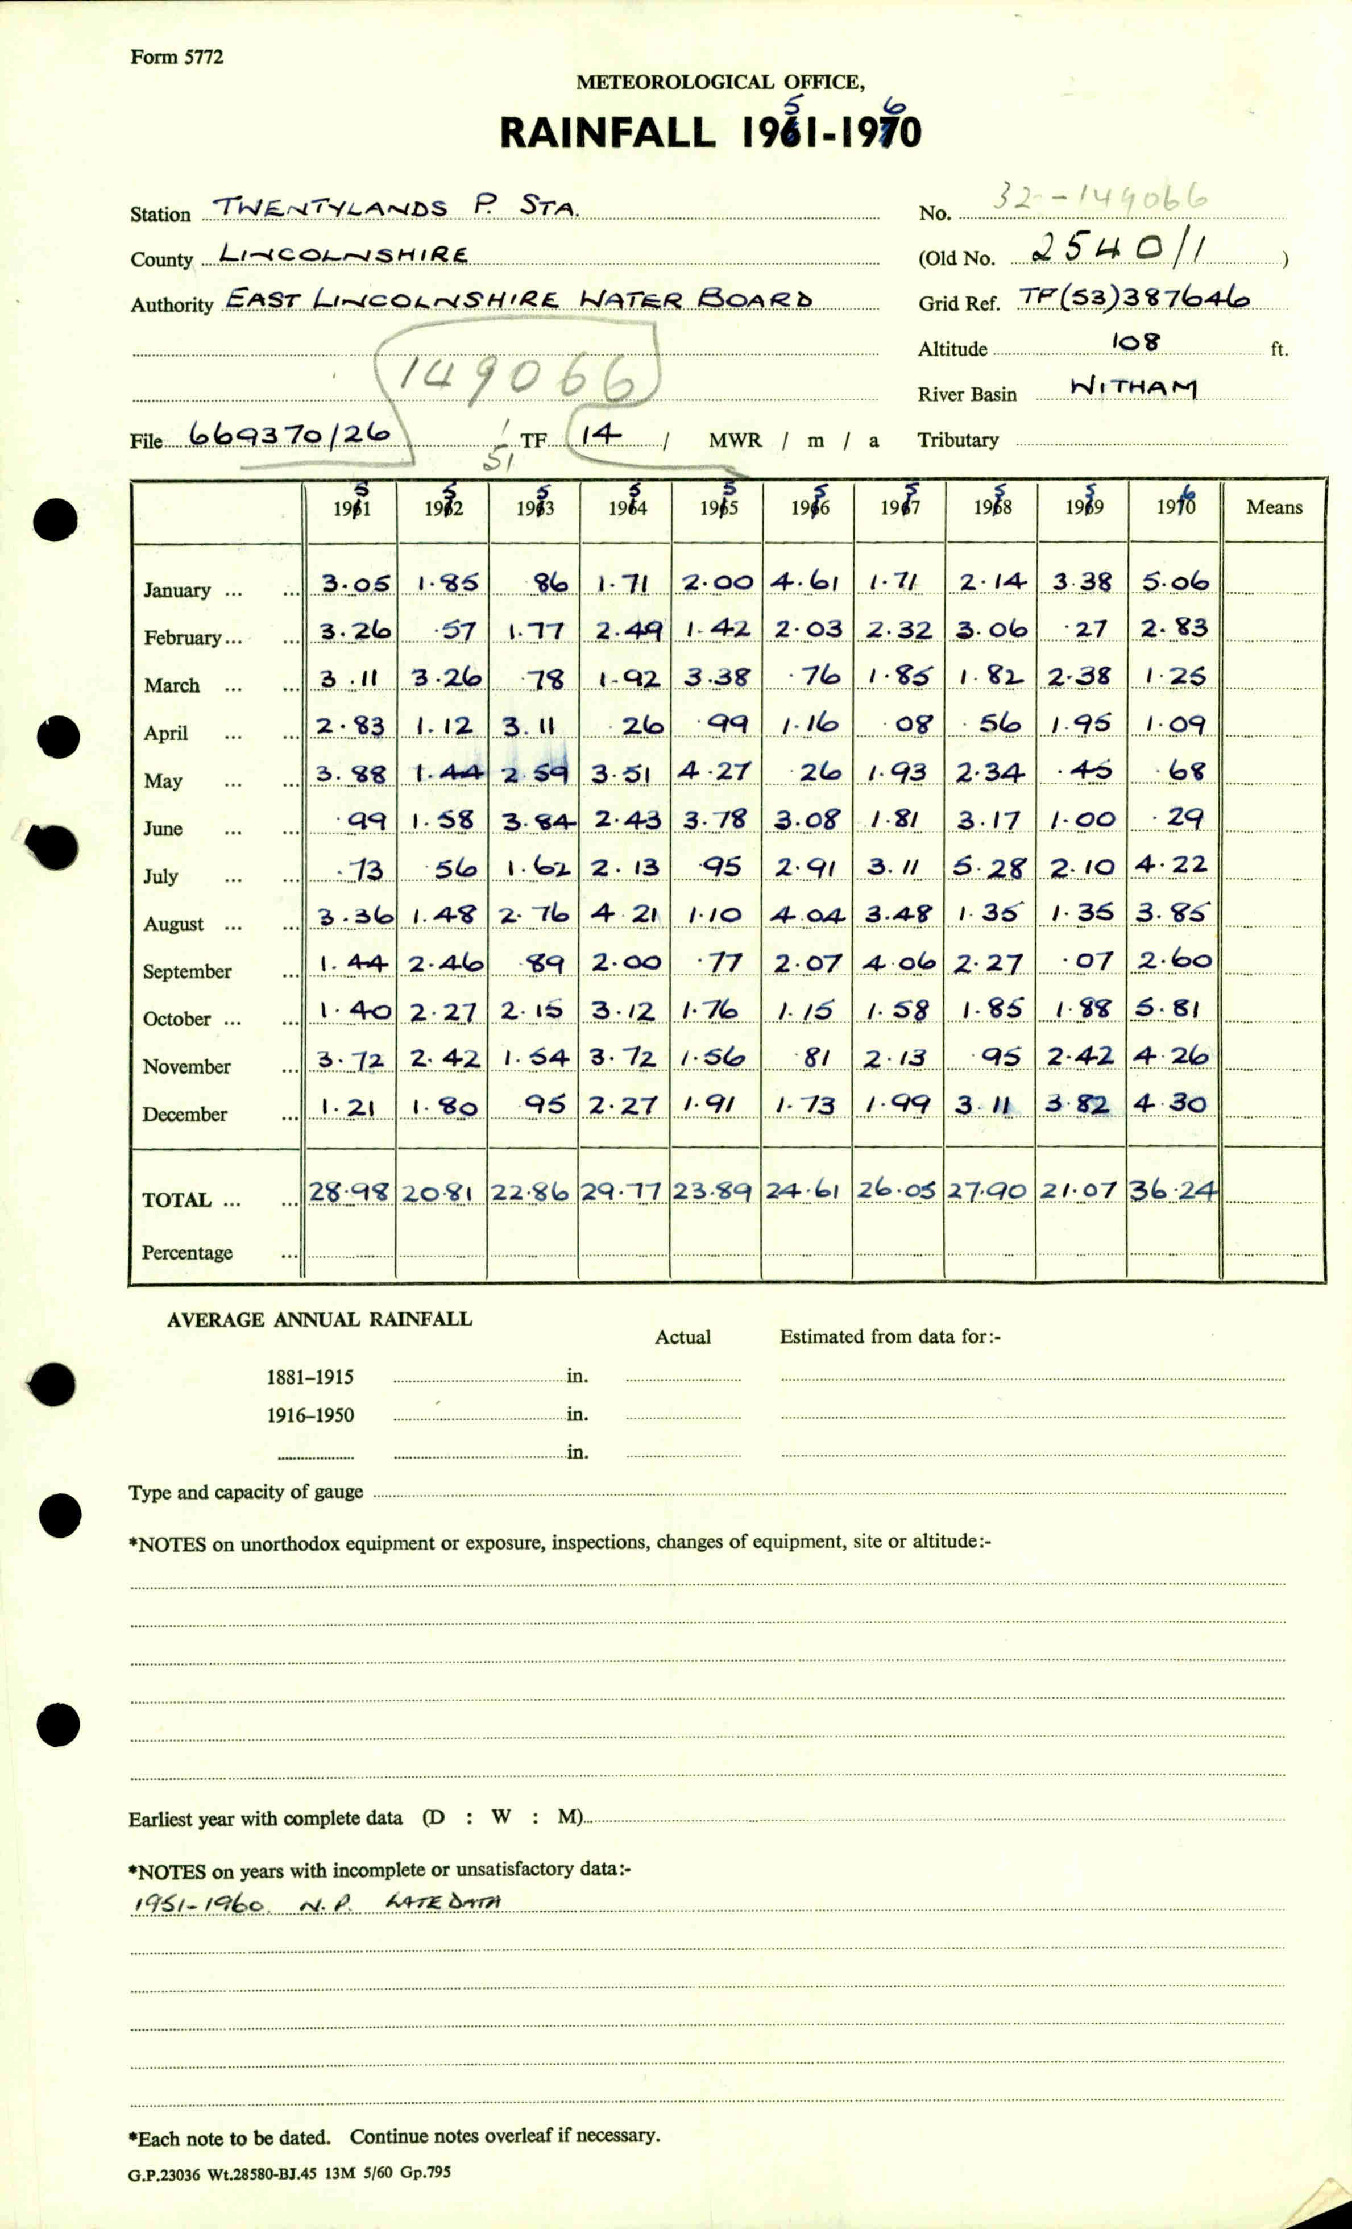 Form 5772
METEOROLOGICAL OFFICE,
RAINFALL 1951-1960
Station TWENTYLANDS P. STA. No. 32-149066
County LINCOLNSHIRE (Old No. 2540/1 )
Authority EAST LINCOLNSHIRE WATER BOARD Grid Ref. TF(53)387646
Altitude 108 ft.
149066
River Basin WITHAM
File 669370/26 / TF 14 / MWR / m / a Tributary
51
1951 1952 1953 1954 1955 1956 1957 1958 1959 1960 Means
January ... ... 3.05 1.85 86 1.71 2.00 4.61 1.71 2.14 3.38 5.06
February ... ... 3.26 .57 1.77 2.49 1.42 2.03 2.32 3.06 .27 2.83
March ... ... 3.11 3.26 .78 1.92 3.38 .76 1.85 1.82 2.38 1.25
April ... ... 2.83 1.12 3.11 .26 .99 1.16 .08 .56 1.95 1.09
May ... ... 3.88 1.44 2.59 3.51 4.27 .26 1.93 2.34 .45 .68
June ... ... .99 1.58 3.84 2.43 3.78 3.08 1.81 3.17 1.00 .29
July ... ... .73 .56 1.62 2.13 .95 2.91 3.11 5.28 2.10 4.22
August ... ... 3.36 1.48 2.76 4.21 1.10 4.04 3.48 1.35 1.35 3.85
September ... 1.44 2.46 .89 2.00 .77 2.07 4.06 2.27 .07 2.60
October ... ... 1.40 2.27 2.15 3.12 1.76 1.15 1.58 1.85 1.88 5.81
November ... 3.72 2.42 1.54 3.72 1.56 .81 2.13 .95 2.42 4.26
December ... 1.21 1.80 .95 2.27 1.91 1.73 1.99 3.11 3.82 4.30
TOTAL ... ... 28.98 20.81 22.86 29.77 23.89 24.61 26.05 27.90 21.07 36.24
Percentage ...
AVERAGE ANNUAL RAINFALL
Actual Estimated from data for:-
1881–1915 in.
1916–1950 in.
in.
Type and capacity of gauge
*NOTES on unorthodox equipment or exposure, inspections, changes of equipment, site or altitude:-
Earliest year with complete data (D : W : M)
*NOTES on years with incomplete or unsatisfactory data:-
1951-1960. N.P. LATE DATA
*Each note to be dated. Continue notes overleaf if necessary.
G.P.23036 Wt.28580-BJ.45 13M 5/60 Gp.795